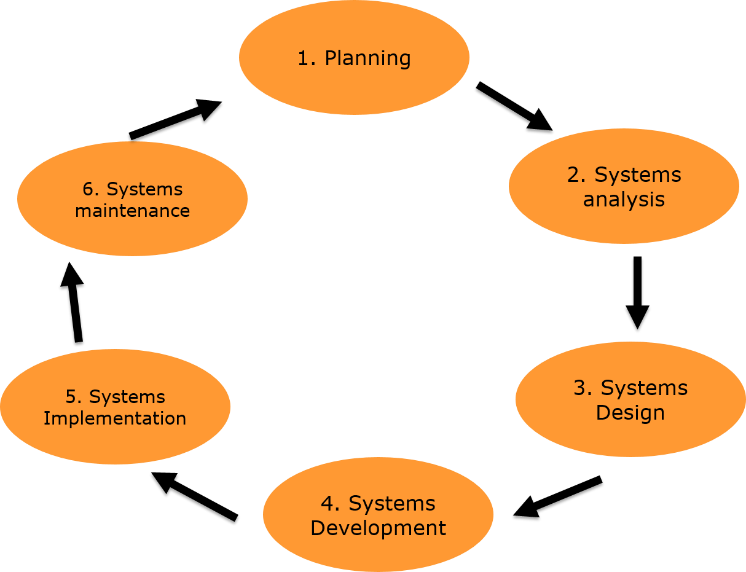 1. Planning
2. Systems
analysis
3. Systems
Design
4. Systems
Development
5. Systems
Implementation
6. Systems
maintenance